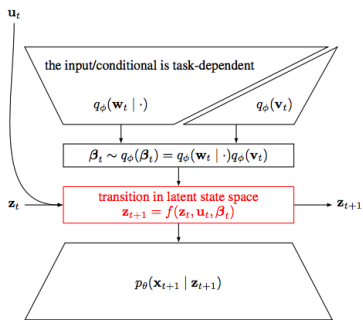 u_t
the input/conditional is task-dependent
q_ϕ(w_t | ·) q_ϕ(v_t)
β_t ∼ q_ϕ(β_t) = q_ϕ(w_t | ·)q_ϕ(v_t)
transition in latent state space
z_t z_{t+1} = f(z_t, u_t, β_t) z_{t+1}
p_θ(x_{t+1} | z_{t+1})